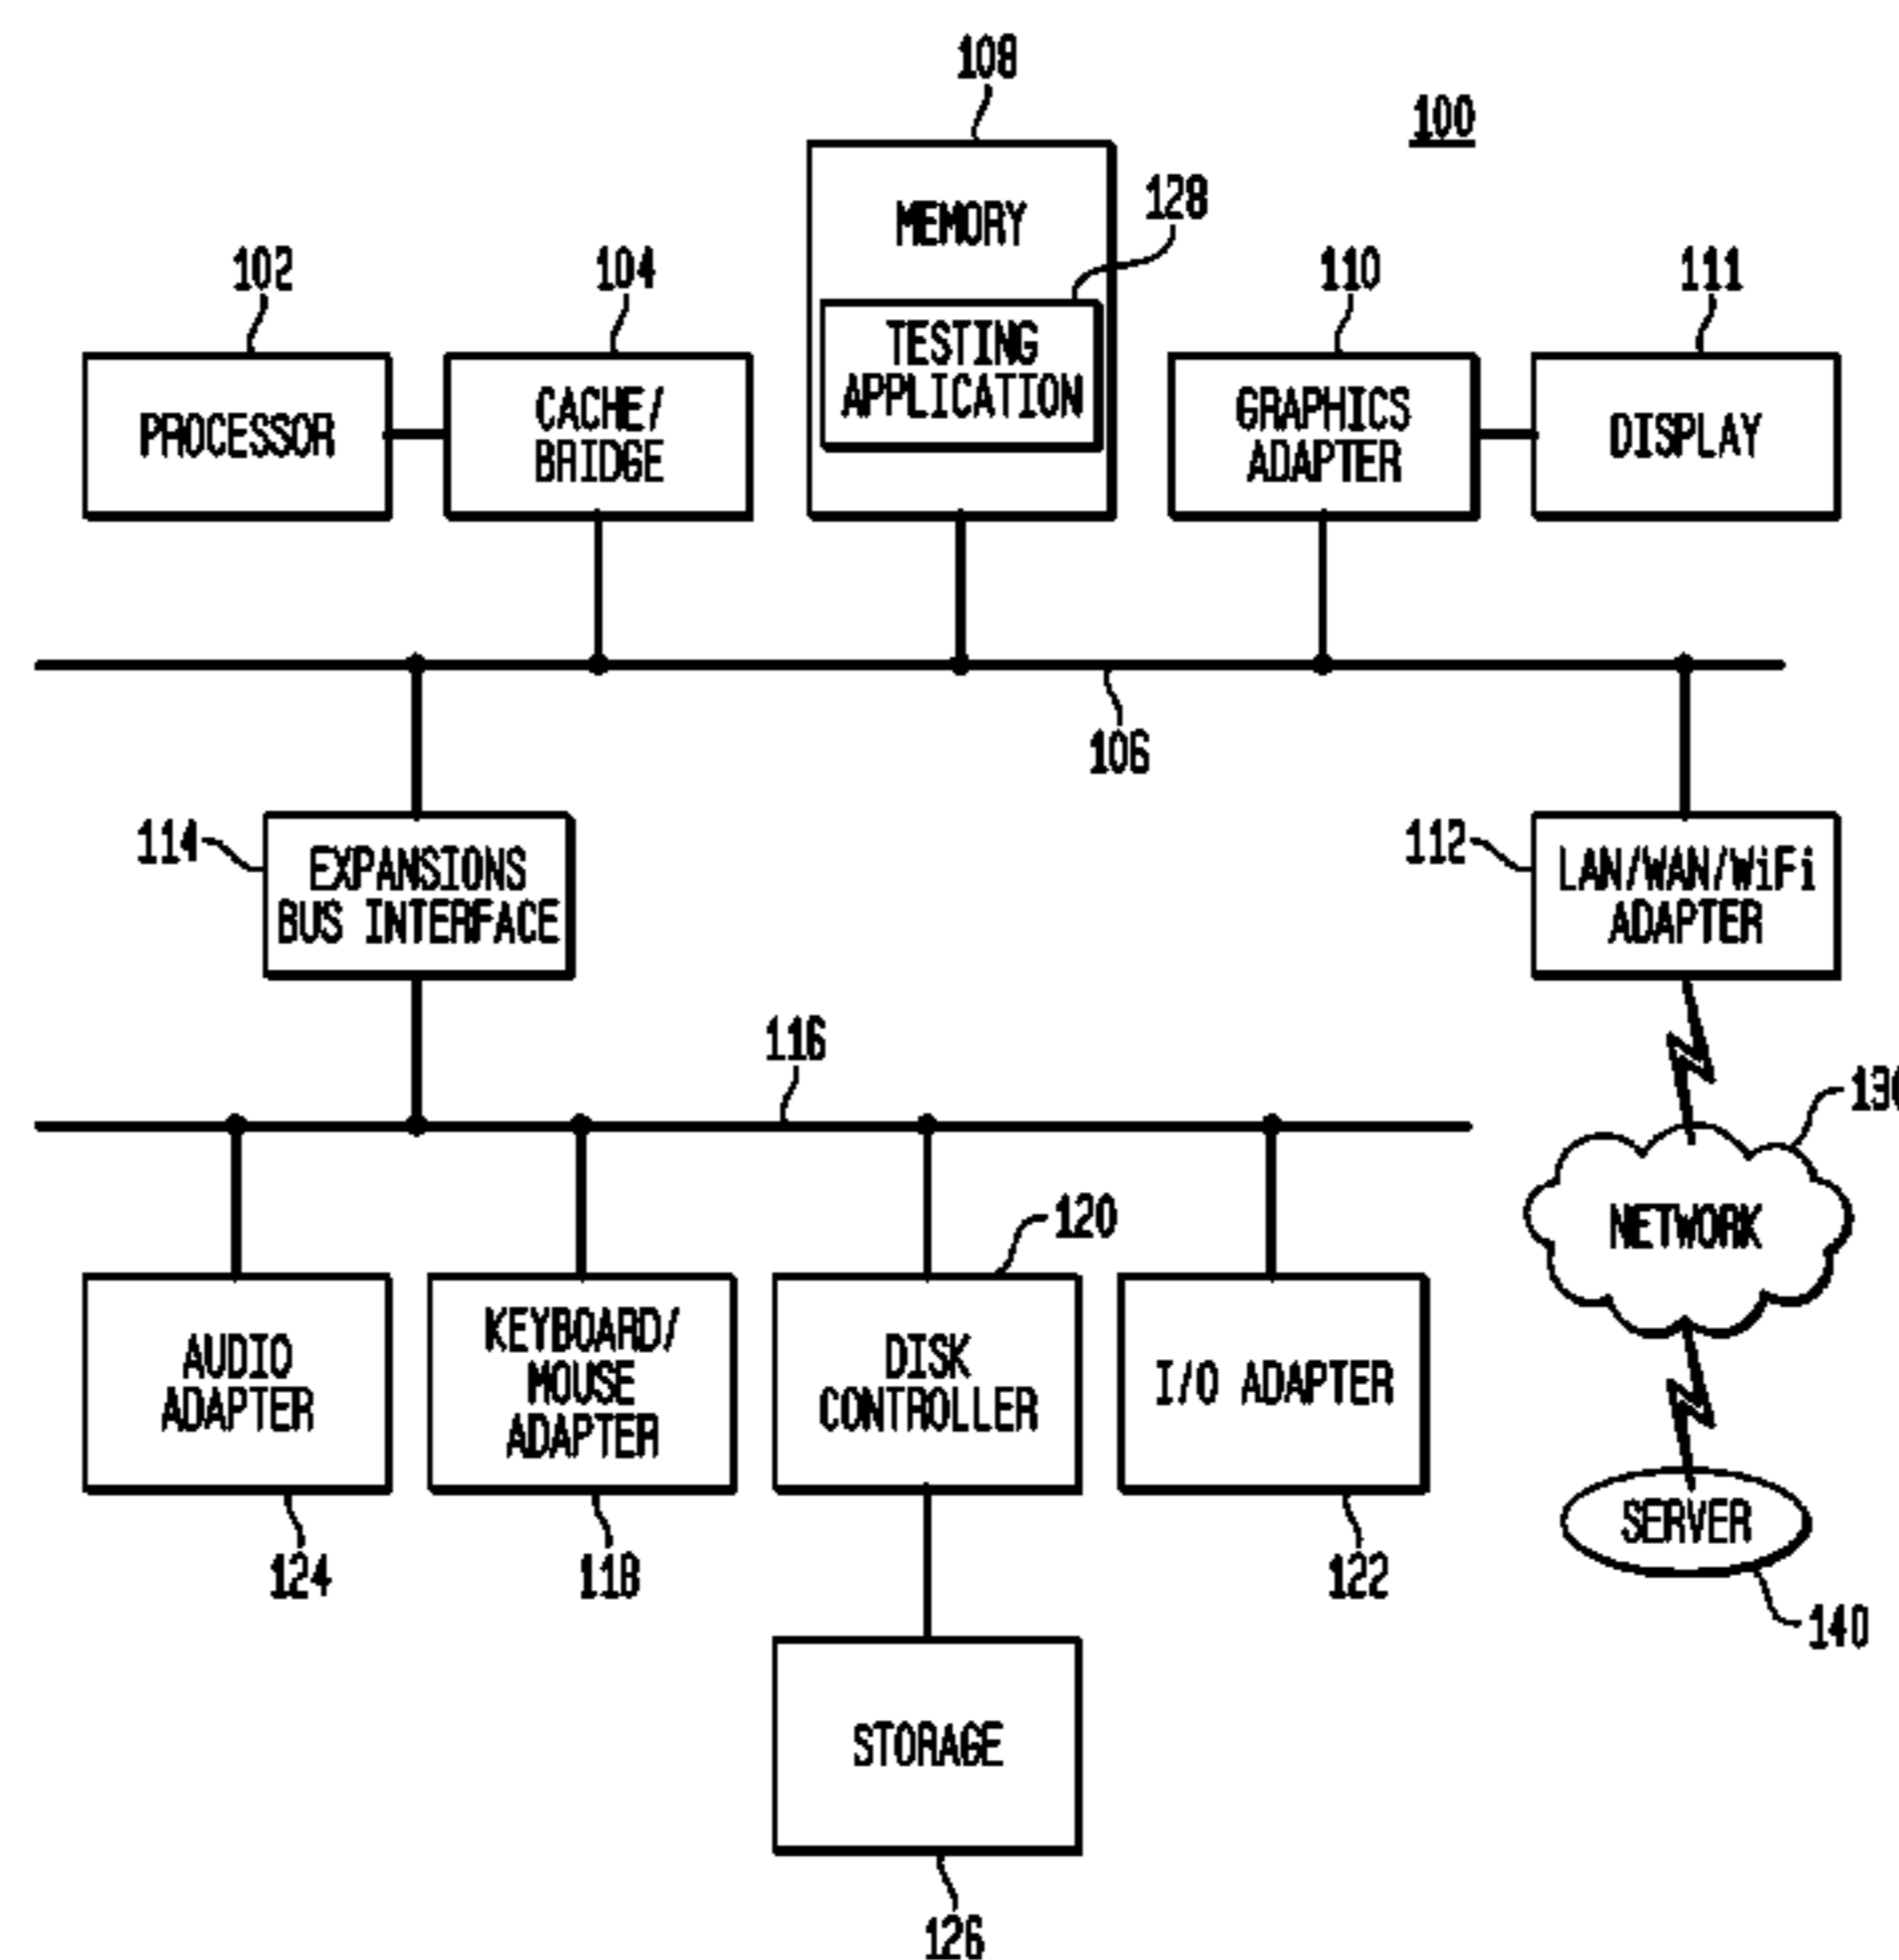 108
100
128
MEMORY
102
104
110
111
TESTING
APPLICATION
PROCESSOR
CACHE/
BRIDGE
GRAPHICS
ADAPTER
DISPLAY
106
114
EXPANSIONS
BUS INTERFACE
112
LAN/WAN/WiFi
ADAPTER
116
130
NETWORK
120
AUDIO
ADAPTER
KEYBOARD/
MOUSE
ADAPTER
DISK
CONTROLLER
I/O ADAPTER
SERVER
124
118
122
140
STORAGE
126